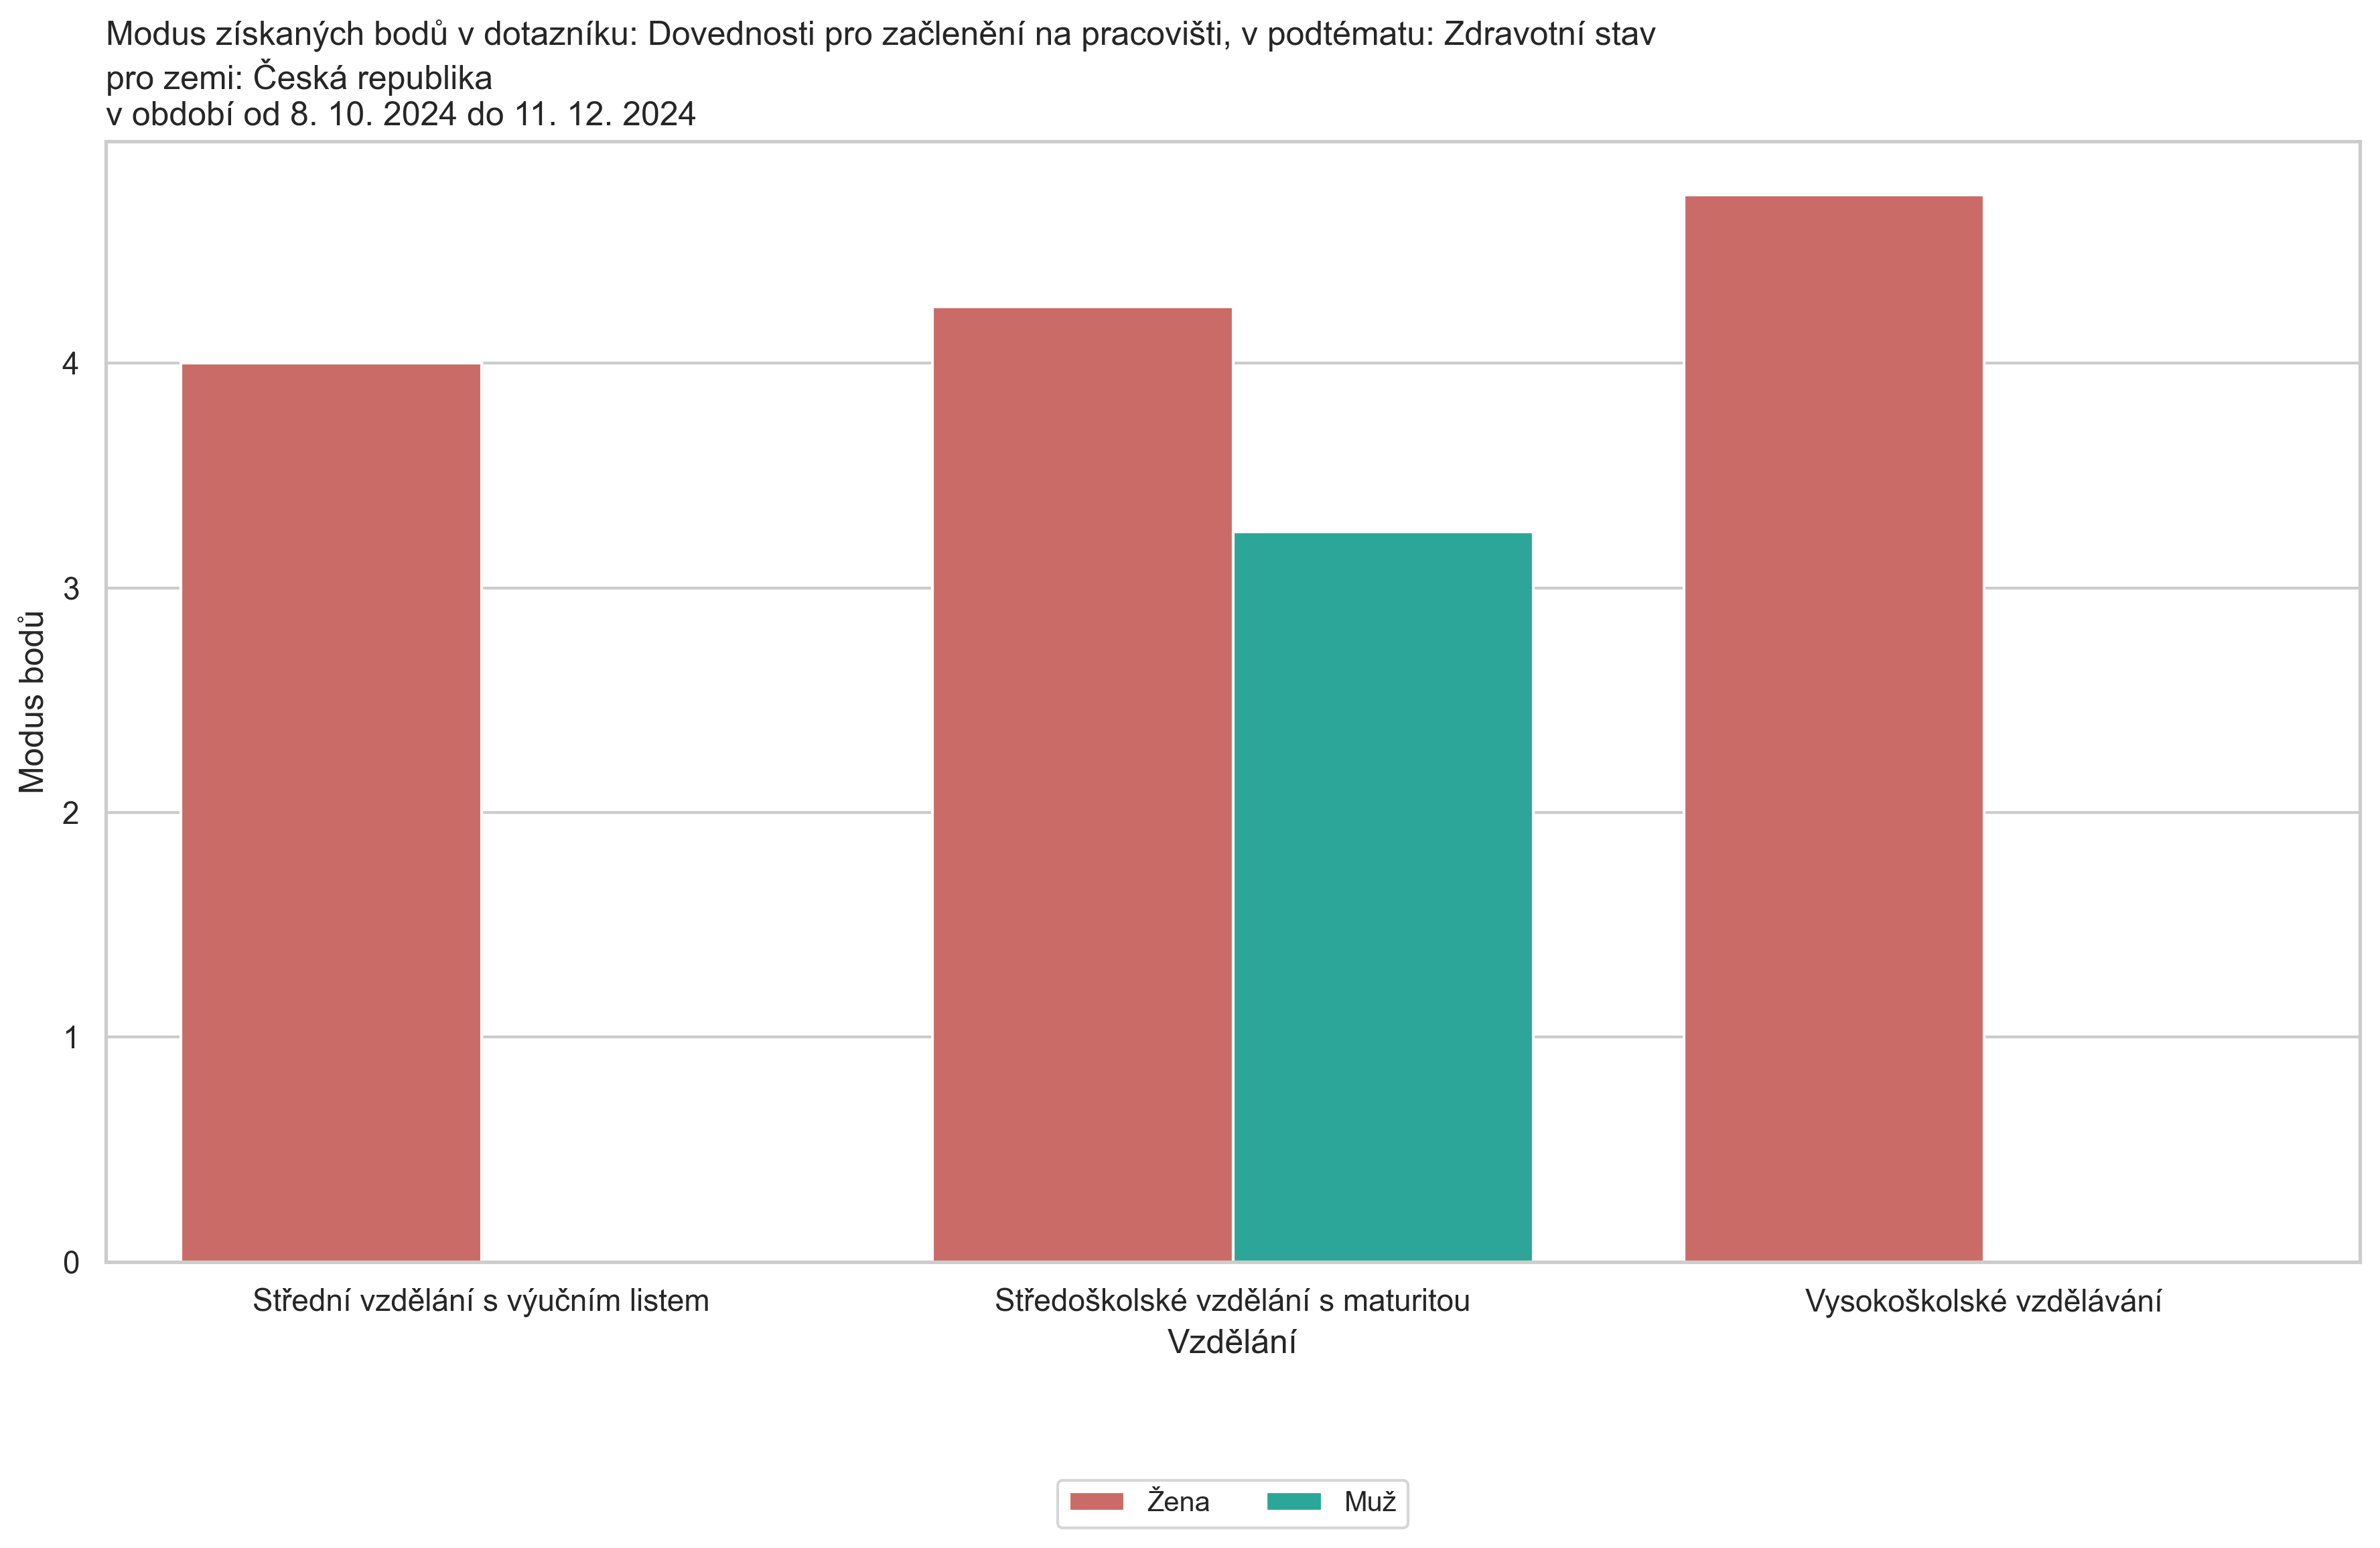 Modus získaných bodů v dotazníku: Dovednosti pro začlenění na pracovišti, v podtématu: Zdravotní stav
pro zemi: Česká republika
v období od 8. 10. 2024 do 11. 12. 2024
Modus bodů
4
3
2
1
0
Střední vzdělání s výučním listem
Středoškolské vzdělání s maturitou
Vysokoškolské vzdělávání
Vzdělání
Žena
Muž